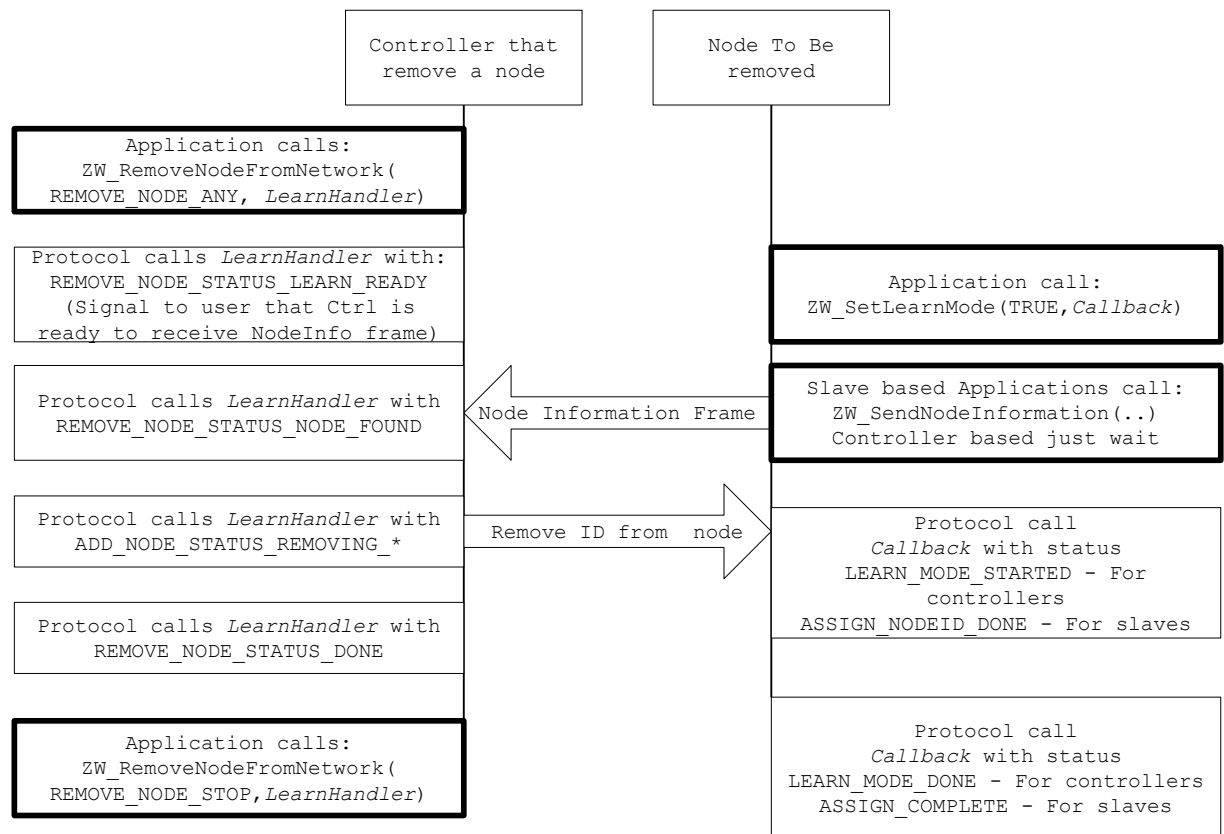 Controller that
remove a node
Node To Be
removed
Application calls:
ZW_RemoveNodeFromNetwork(
REMOVE_NODE_ANY, LearnHandler)
Protocol calls LearnHandler with:
REMOVE_NODE_STATUS_LEARN_READY
(Signal to user that Ctrl is
ready to receive NodeInfo frame)
Application call:
ZW_SetLearnMode(TRUE,Callback)
Protocol calls LearnHandler with
REMOVE_NODE_STATUS_NODE_FOUND
Node Information Frame
Slave based Applications call:
ZW_SendNodeInformation(..)
Controller based just wait
Protocol calls LearnHandler with
ADD_NODE_STATUS_REMOVING_*
Remove ID from node
Protocol call
Callback with status
LEARN_MODE_STARTED - For
controllers
ASSIGN_NODEID_DONE - For slaves
Protocol calls LearnHandler with
REMOVE_NODE_STATUS_DONE
Application calls:
ZW_RemoveNodeFromNetwork(
REMOVE_NODE_STOP,LearnHandler)
Protocol call
Callback with status
LEARN_MODE_DONE - For controllers
ASSIGN_COMPLETE - For slaves